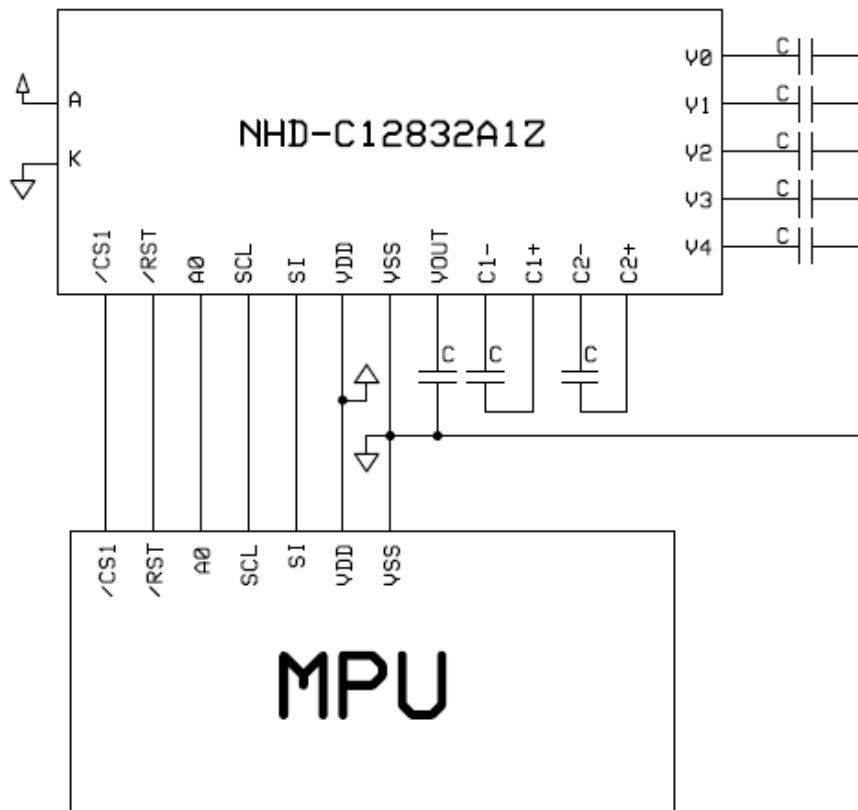 V0 C
A
V1 C
NHD-C12832A1Z
K
V2 C
V3 C
V4 C
/CS1 /RST A0 SCL SI VDD VSS VOUT C1- C1+ C2- C2+
C C C
/CS1 /RST A0 SCL SI VDD VSS
MPU